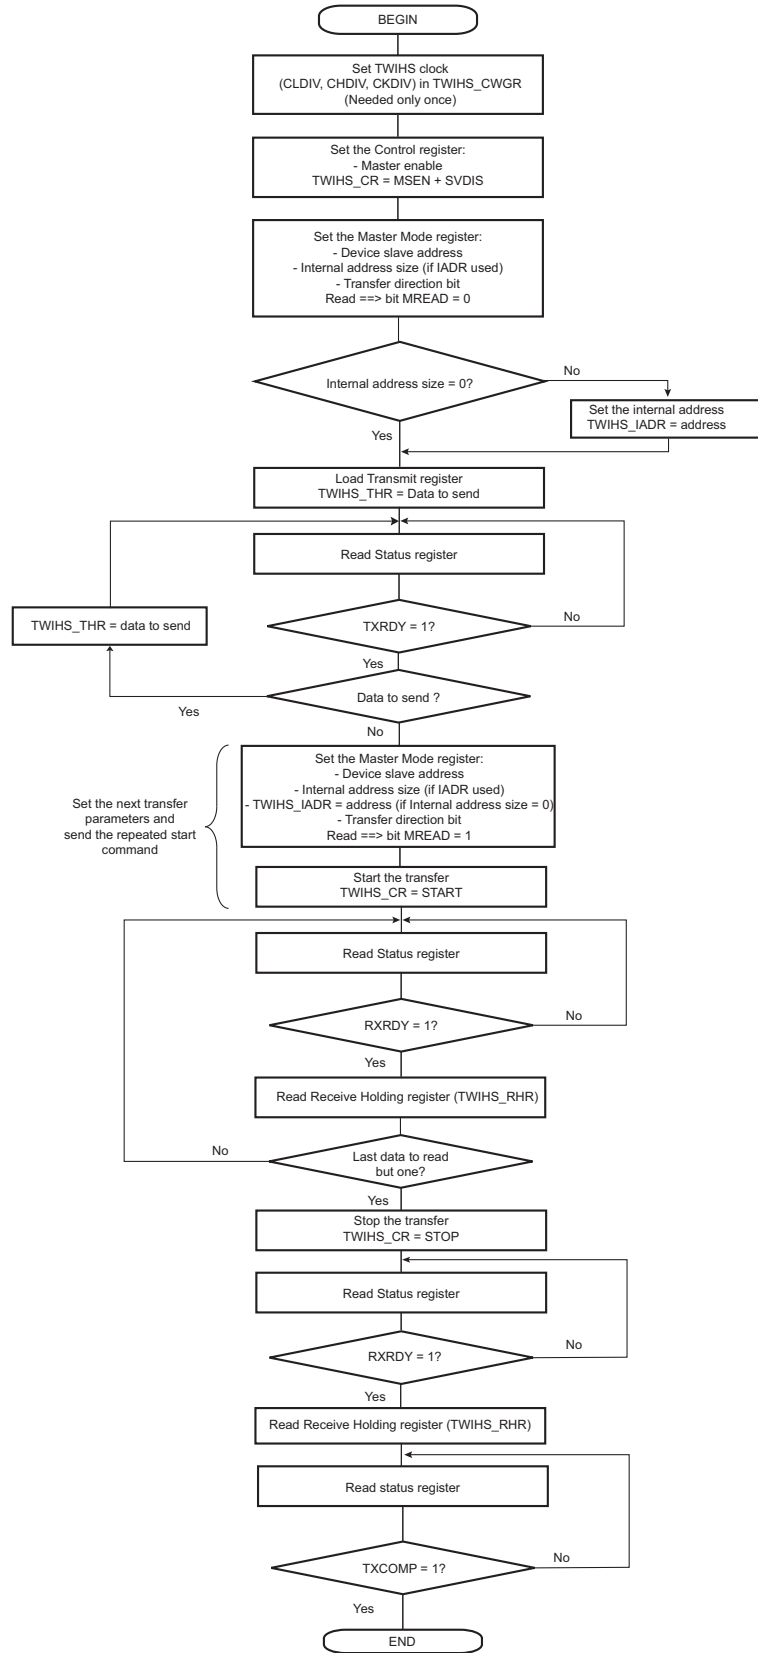 BEGIN
Set TWIHS clock
(CLDIV, CHDIV, CKDIV) in TWIHS_CWGR
(Needed only once)
Set the Control register:
- Master enable
TWIHS_CR = MSEN + SVDIS
Set the Master Mode register:
- Device slave address
- Internal address size (if IADR used)
- Transfer direction bit
Read ==> bit MREAD = 0
Internal address size = 0?
No
Set the internal address
TWIHS_IADR = address
Yes
Load Transmit register
TWIHS_THR = Data to send
Read Status register
TWIHS_THR = data to send
TXRDY = 1?
No
Yes
Data to send ?
Yes
No
Set the next transfer
parameters and
send the repeated start
command
Set the Master Mode register:
- Device slave address
- Internal address size (if IADR used)
- TWIHS_IADR = address (if Internal address size = 0)
- Transfer direction bit
Read ==> bit MREAD = 1
Start the transfer
TWIHS_CR = START
Read Status register
RXRDY = 1?
No
Yes
Read Receive Holding register (TWIHS_RHR)
No
Last data to read
but one?
Yes
Stop the transfer
TWIHS_CR = STOP
Read Status register
RXRDY = 1?
No
Yes
Read Receive Holding register (TWIHS_RHR)
Read status register
TXCOMP = 1?
No
Yes
END